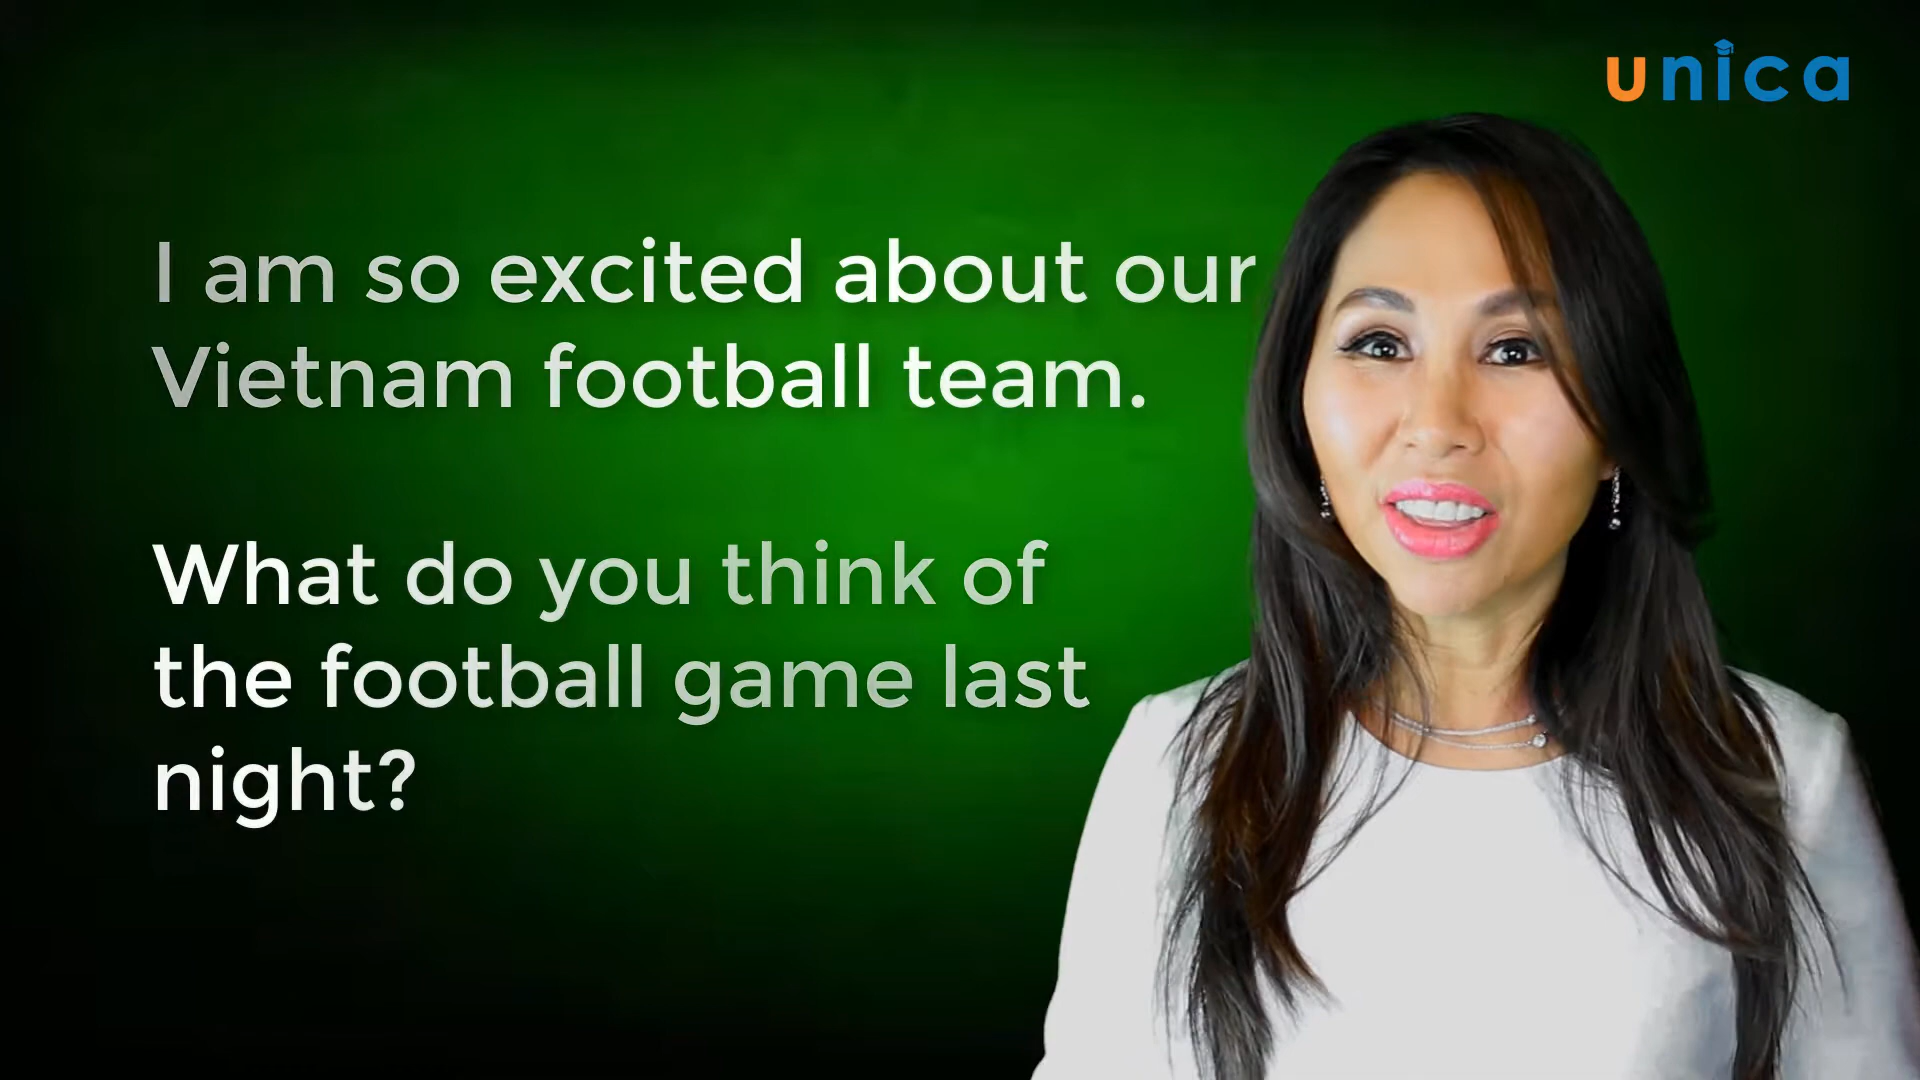 unica
I am so excited about our
Vietnam football team.
What do you think of
the football game last
night?